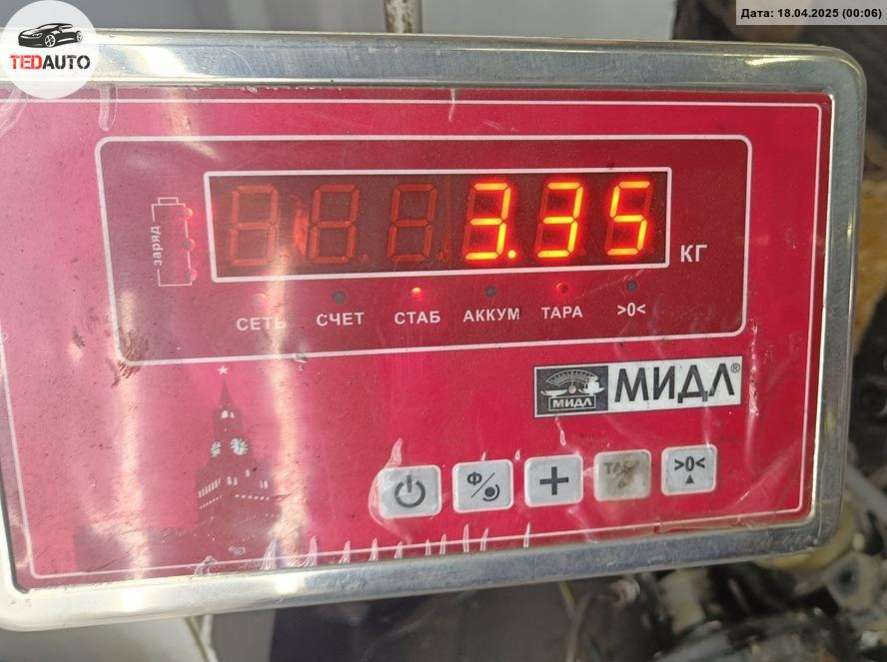 Дата: 18.04.2025 (00:06)
TEDAUTO
заряд
3.35
КГ
СЕТЬ СЧЕТ СТАБ АККУМ ТАРА >0<
МИДЛ МИДЛ®
Ф + ТАРА >0<